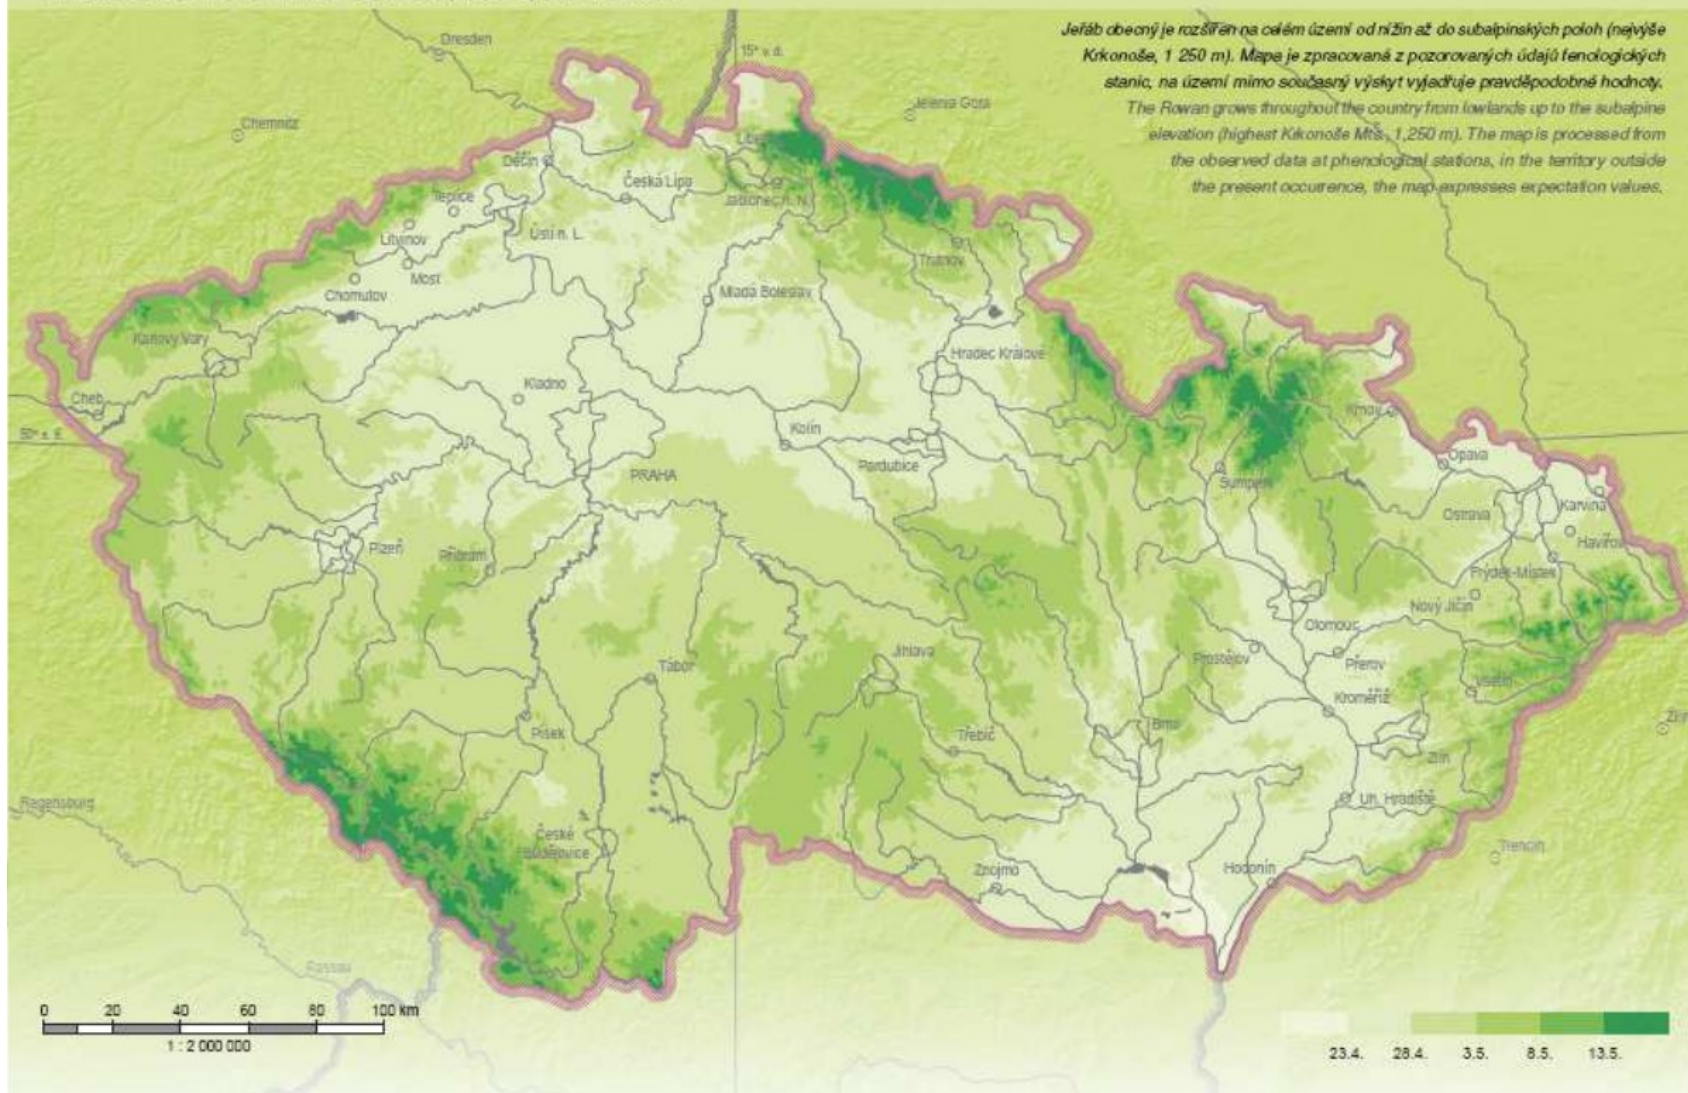 Jeřáb obecný je rozšířen na celém území od nížin až do subalpinských poloh (nejvýše
Krkonoše, 1 250 m). Mapa je zpracovaná z pozorovaných údajů fenologických
stanic, na území mimo současný výskyt vyjadřuje pravděpodobné hodnoty.
The Rowan grows throughout the country from lowlands up to the subalpine
elevation (highest Krkonoše Mts., 1,250 m). The map is processed from
the observed data at phenological stations, in the territory outside
the present occurrence, the map expresses expectation values.
Dresden
15° v. d.
Jelenia Gora
Chemnitz
Děčín
Česká Lípa
Teplice
Jablonec n. N.
Litvínov
Ústí n. L.
Most
Trutnov
Chomutov
Mladá Boleslav
Karlovy Vary
Hradec Králové
Kladno
Cheb
Krnov
Kolín
Opava
Pardubice
PRAHA
Šumperk
Karviná
Ostrava
Havířov
Plzeň
Příbram
Frýdek-Místek
Nový Jičín
Olomouc
Jihlava
Prostějov
Přerov
Tábor
Vsetín
Kroměříž
Písek
Třebíč
Brno
Zlín
Regensburg
Uh. Hradiště
České
Budějovice
Trenčín
Znojmo
Hodonín
Passau
0 20 40 60 80 100 km
1 : 2 000 000
23.4. 28.4. 3.5. 8.5. 13.5.